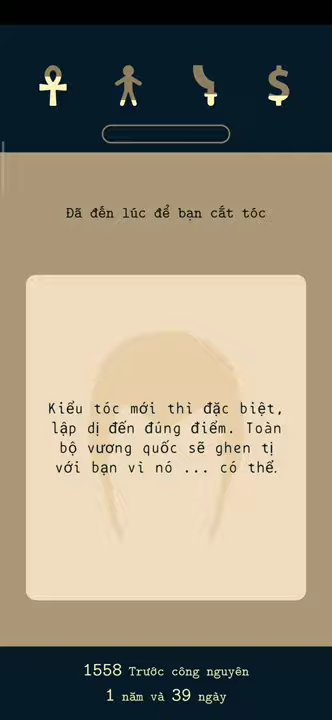 Đã đến lúc để bạn cắt tóc
Kiểu tóc mới thì đặc biệt,
lập dị đến đúng điểm. Toàn
bộ vương quốc sẽ ghen tị
với bạn vì nó ... có thể.
1558 Trước công nguyên
1 năm và 39 ngày